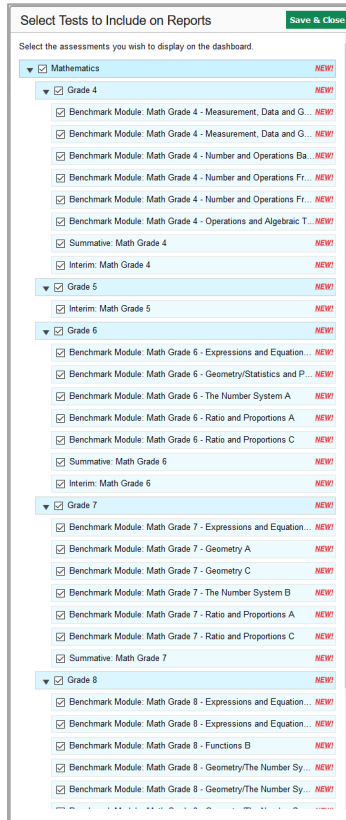 Select Tests to Include on Reports
Save & Close
Select the assessments you wish to display on the dashboard.
Mathematics NEW!
Grade 4 NEW!
Benchmark Module: Math Grade 4 - Measurement, Data and G... NEW!
Benchmark Module: Math Grade 4 - Measurement, Data and G... NEW!
Benchmark Module: Math Grade 4 - Number and Operations Ba... NEW!
Benchmark Module: Math Grade 4 - Number and Operations Fr... NEW!
Benchmark Module: Math Grade 4 - Number and Operations Fr... NEW!
Benchmark Module: Math Grade 4 - Operations and Algebraic T... NEW!
Summative: Math Grade 4 NEW!
Interim: Math Grade 4 NEW!
Grade 5 NEW!
Interim: Math Grade 5 NEW!
Grade 6 NEW!
Benchmark Module: Math Grade 6 - Expressions and Equation... NEW!
Benchmark Module: Math Grade 6 - Geometry/Statistics and P... NEW!
Benchmark Module: Math Grade 6 - The Number System A NEW!
Benchmark Module: Math Grade 6 - Ratio and Proportions A NEW!
Benchmark Module: Math Grade 6 - Ratio and Proportions C NEW!
Summative: Math Grade 6 NEW!
Interim: Math Grade 6 NEW!
Grade 7 NEW!
Benchmark Module: Math Grade 7 - Expressions and Equation... NEW!
Benchmark Module: Math Grade 7 - Geometry A NEW!
Benchmark Module: Math Grade 7 - Geometry C NEW!
Benchmark Module: Math Grade 7 - The Number System B NEW!
Benchmark Module: Math Grade 7 - Ratio and Proportions A NEW!
Benchmark Module: Math Grade 7 - Ratio and Proportions C NEW!
Summative: Math Grade 7 NEW!
Grade 8 NEW!
Benchmark Module: Math Grade 8 - Expressions and Equation... NEW!
Benchmark Module: Math Grade 8 - Expressions and Equation... NEW!
Benchmark Module: Math Grade 8 - Functions B NEW!
Benchmark Module: Math Grade 8 - Geometry/The Number Sy... NEW!